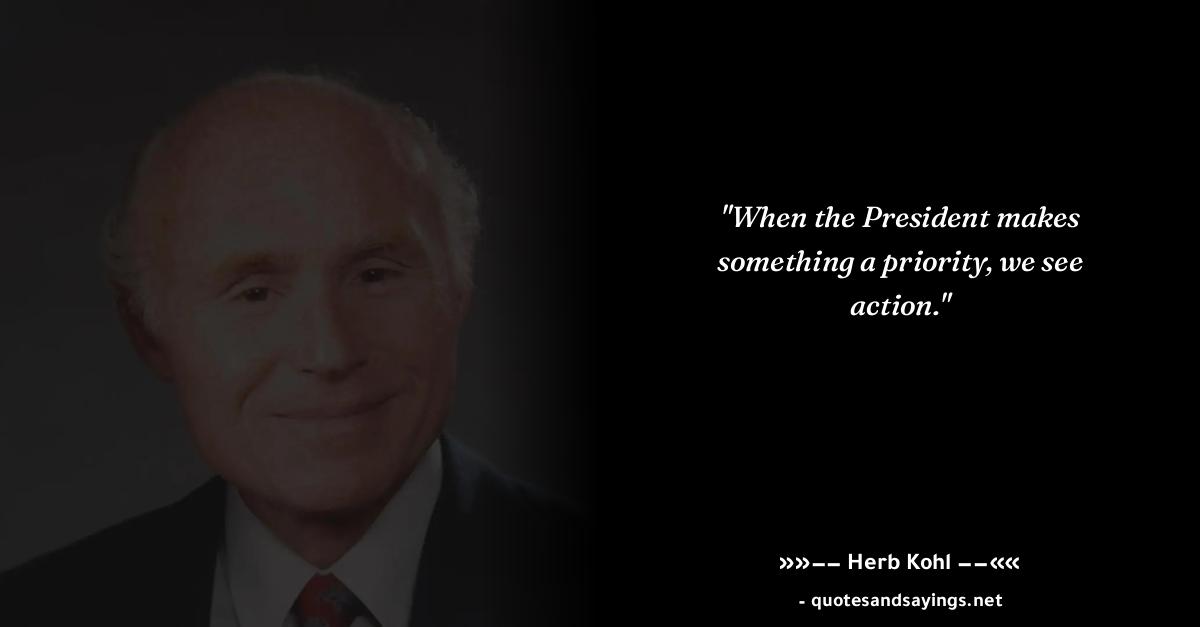 "When the President makes
something a priority, we see
action."
»»–– Herb Kohl ––««
- quotesandsayings.net